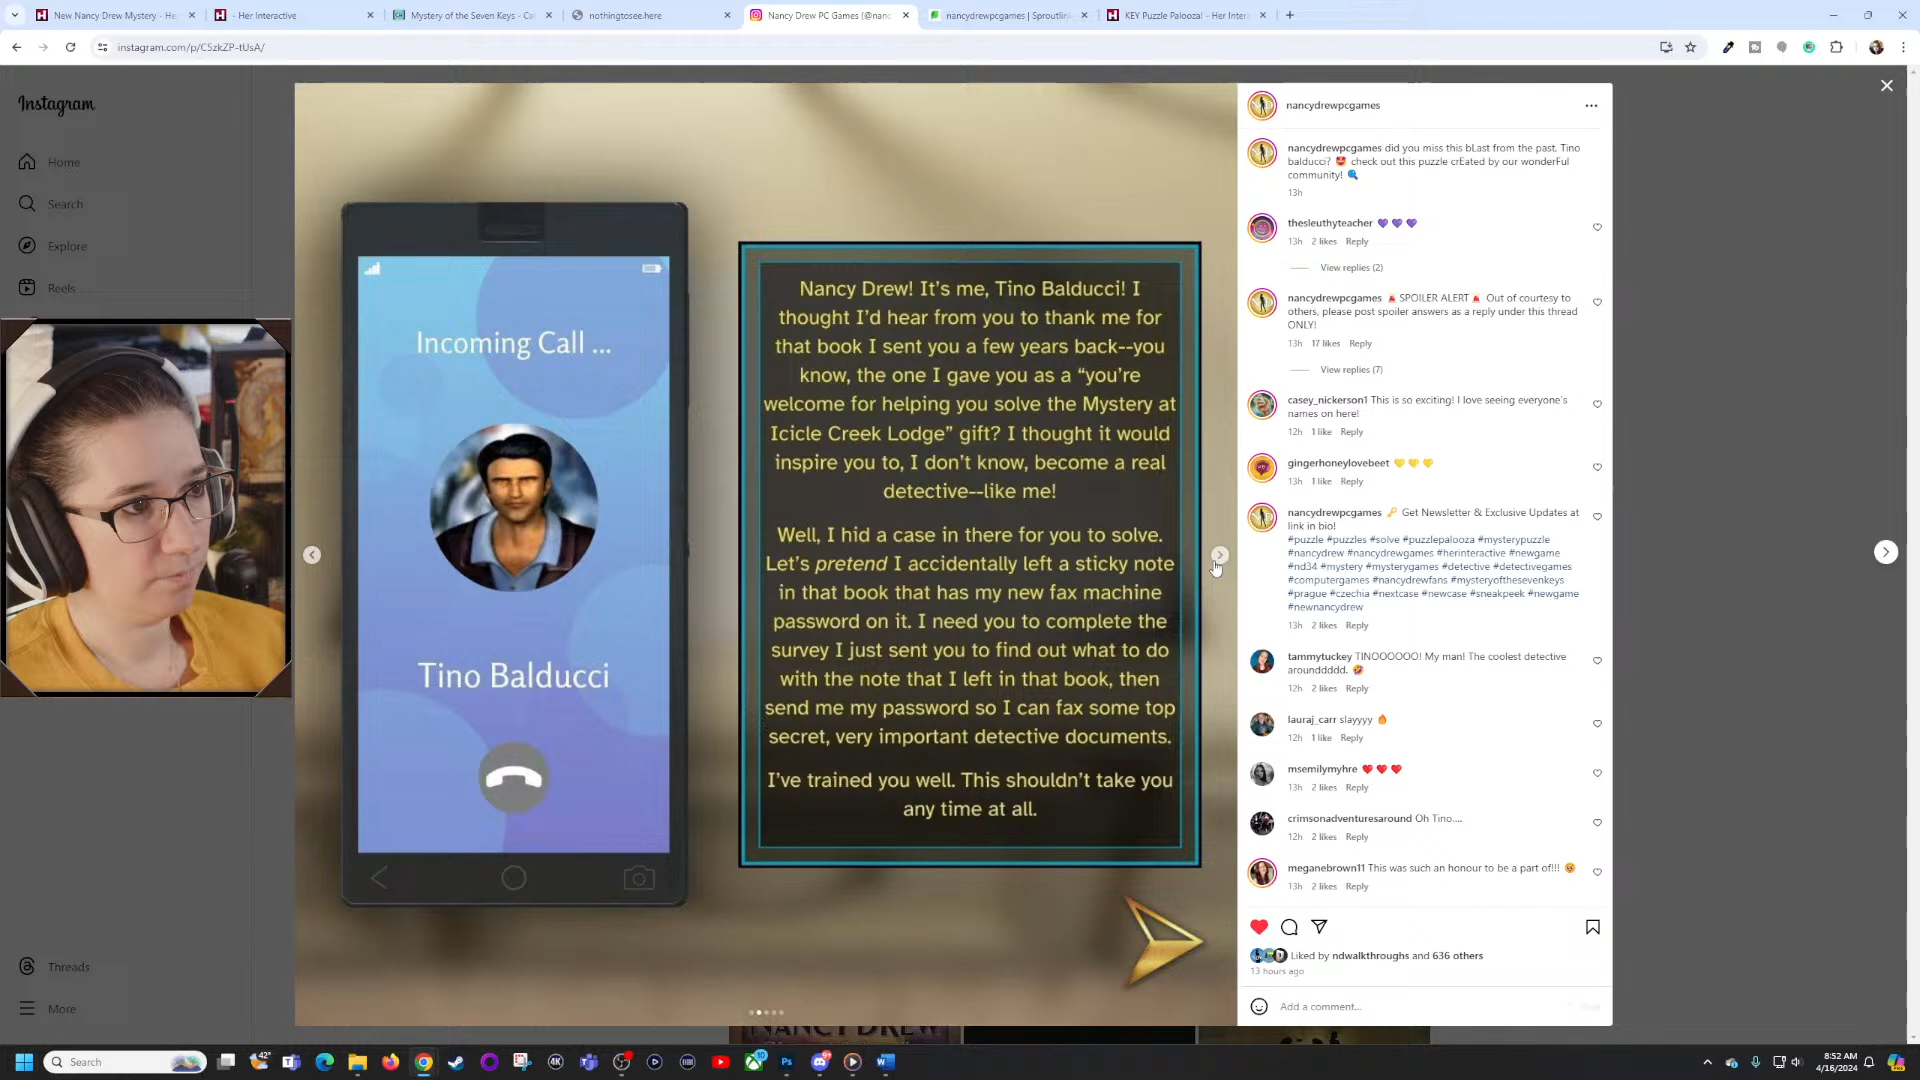 New Nancy Drew Mystery - Her
- Her Interactive
Mystery of the Seven Keys - Ca
nothingtosee.here
Nancy Drew PC Games (@nanc
nancydrewpcgames | Sproutlin
KEY Puzzle Palooza! - Her Inter
instagram.com/p/C5zkZP-tUsA/
Instagram
Home
Search
Explore
Reels
Threads
More
Incoming Call ...
Tino Balducci
Nancy Drew! It's me, Tino Balducci! I
thought I'd hear from you to thank me for
that book I sent you a few years back--you
know, the one I gave you as a “you're
welcome for helping you solve the Mystery at
Icicle Creek Lodge” gift? I thought it would
inspire you to, I don't know, become a real
detective--like me!
Well, I hid a case in there for you to solve.
Let's pretend I accidentally left a sticky note
in that book that has my new fax machine
password on it. I need you to complete the
survey I just sent you to find out what to do
with the note that I left in that book, then
send me my password so I can fax some top
secret, very important detective documents.
I've trained you well. This shouldn't take you
any time at all.
NANCY DREW
nancydrewpcgames
nancydrewpcgames did you miss this bLast from the past, Tino
balducci? 😍 check out this puzzle crEated by our wonderFul
community! 🔍
13h
thesleuthyteacher 💜 💜 💜
13h 2 likes Reply
View replies (2)
nancydrewpcgames 🚨 SPOILER ALERT 🚨 Out of courtesy to
others, please post spoiler answers as a reply under this thread
ONLY!
13h 17 likes Reply
View replies (7)
casey_nickerson1 This is so exciting! I love seeing everyone's
names on here!
12h 1 like Reply
gingerhoneylovebeet 💛 💛 💛
13h 1 like Reply
nancydrewpcgames 🔑 Get Newsletter & Exclusive Updates at
link in bio!
#puzzle #puzzles #solve #puzzlepalooza #mysterypuzzle
#nancydrew #nancydrewgames #herinteractive #newgame
#nd34 #mystery #mysterygames #detective #detectivegames
#computergames #nancydrewfans #mysteryofthesevenkeys
#prague #czechia #nextcase #newcase #sneakpeek #newgame
#newnancydrew
13h 2 likes Reply
tammytuckey TINOOOOOO! My man! The coolest detective
arounddddd. 🤣
12h 2 likes Reply
lauraj_carr slayyyy 🔥
12h 1 like Reply
msemilymyhre ❤️ ❤️ ❤️
13h 2 likes Reply
crimsonadventuresaround Oh Tino....
12h 2 likes Reply
meganebrown11 This was such an honour to be a part of!!! 🥹
13h 2 likes Reply
Liked by ndwalkthroughs and 636 others
13 hours ago
Add a comment...
Search
42°
8:52 AM
4/16/2024